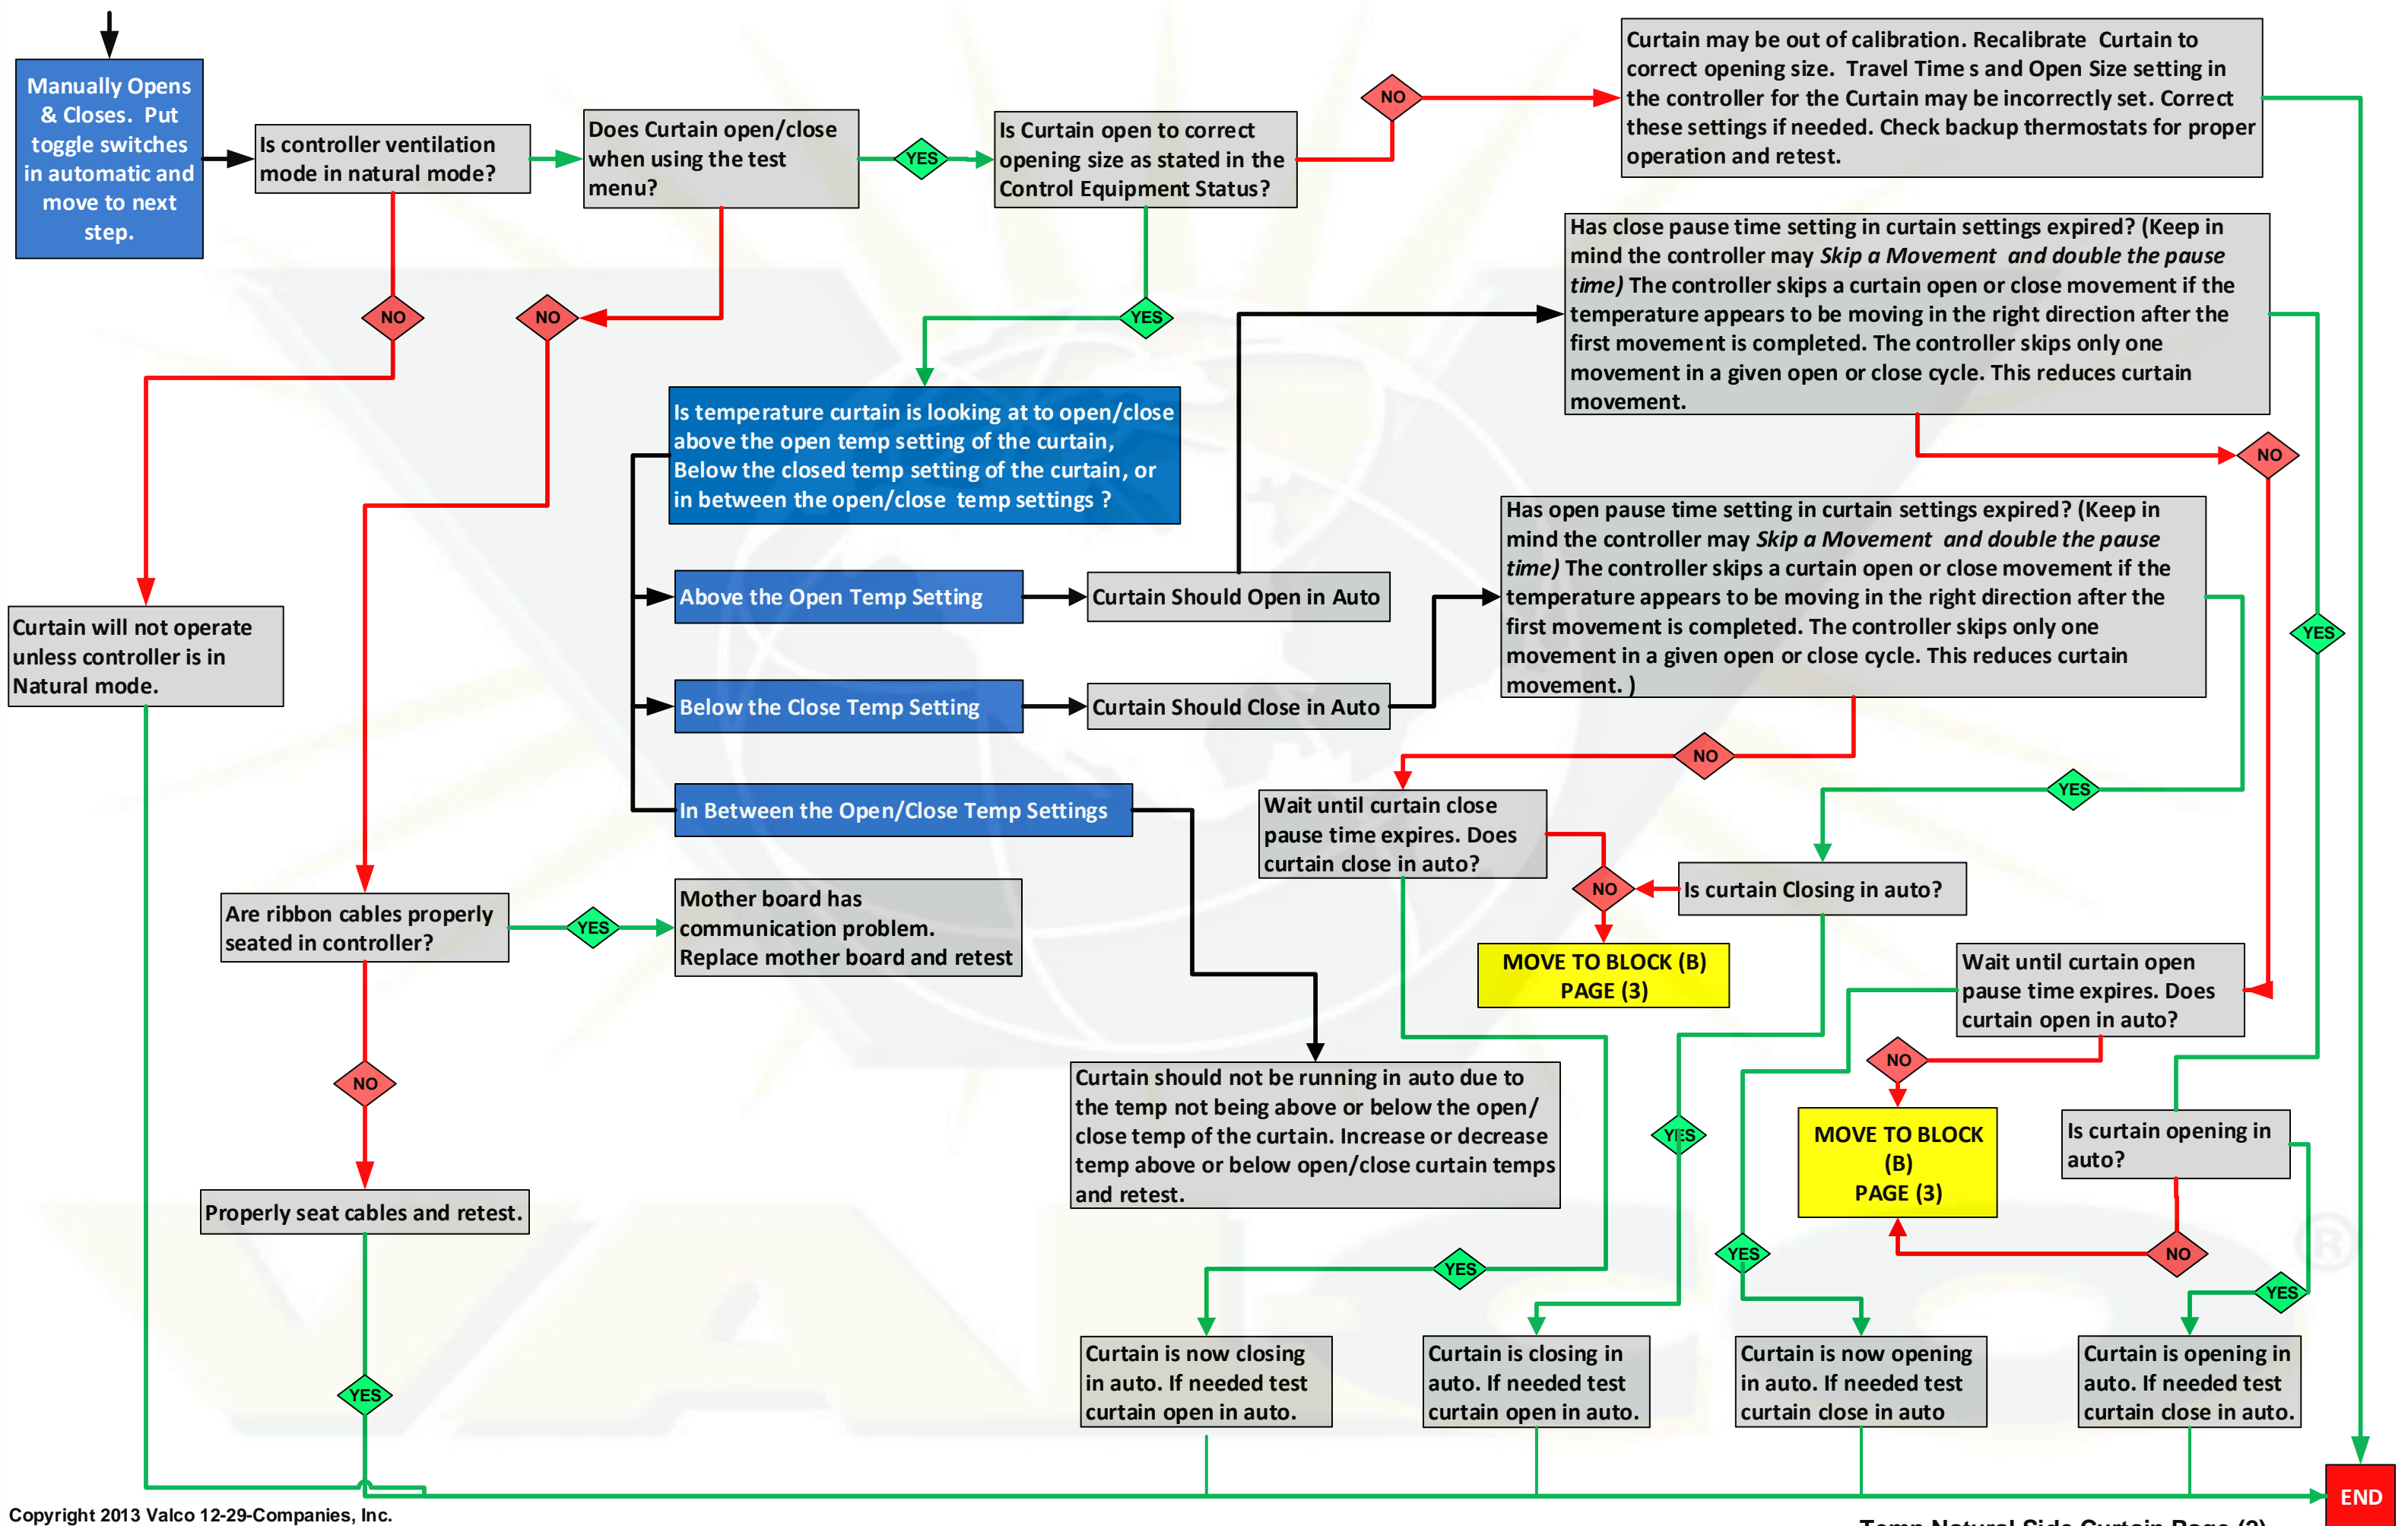 Manually Opens
& Closes.  Put
toggle switches
in automatic and
move to next
step.
Is controller ventilation
mode in natural mode?
Does Curtain open/close
when using the test
menu?
YES
Is Curtain open to correct
opening size as stated in the
Control Equipment Status?
NO
Curtain may be out of calibration. Recalibrate  Curtain to
correct opening size.  Travel Time s and Open Size setting in
the controller for the Curtain may be incorrectly set. Correct
these settings if needed. Check backup thermostats for proper
operation and retest.
NO
NO
YES
Has close pause time setting in curtain settings expired? (Keep in
mind the controller may Skip a Movement  and double the pause
time) The controller skips a curtain open or close movement if the
temperature appears to be moving in the right direction after the
first movement is completed. The controller skips only one
movement in a given open or close cycle. This reduces curtain
movement.
NO
YES
Is temperature curtain is looking at to open/close
above the open temp setting of the curtain,
Below the closed temp setting of the curtain, or
in between the open/close  temp settings ?
Has open pause time setting in curtain settings expired? (Keep in
mind the controller may Skip a Movement  and double the pause
time) The controller skips a curtain open or close movement if the
temperature appears to be moving in the right direction after the
first movement is completed. The controller skips only one
movement in a given open or close cycle. This reduces curtain
movement. )
Above the Open Temp Setting
Curtain Should Open in Auto
Curtain will not operate
unless controller is in
Natural mode.
Below the Close Temp Setting
Curtain Should Close in Auto
NO
YES
In Between the Open/Close Temp Settings
Wait until curtain close
pause time expires. Does
curtain close in auto?
NO
Is curtain Closing in auto?
Are ribbon cables properly
seated in controller?
YES
Mother board has
communication problem.
Replace mother board and retest
MOVE TO BLOCK (B)
PAGE (3)
Wait until curtain open
pause time expires. Does
curtain open in auto?
NO
NO
Curtain should not be running in auto due to
the temp not being above or below the open/
close temp of the curtain. Increase or decrease
temp above or below open/close curtain temps
and retest.
YES
MOVE TO BLOCK
(B)
PAGE (3)
Is curtain opening in
auto?
Properly seat cables and retest.
YES
YES
NO
YES
YES
Curtain is now closing
in auto. If needed test
curtain open in auto.
Curtain is closing in
auto. If needed test
curtain open in auto.
Curtain is now opening
in auto. If needed test
curtain close in auto
Curtain is opening in
auto. If needed test
curtain close in auto.
VALCO
®
END
Copyright 2013 Valco 12-29-Companies, Inc.
Temp Natural Side Curtain Page (2)